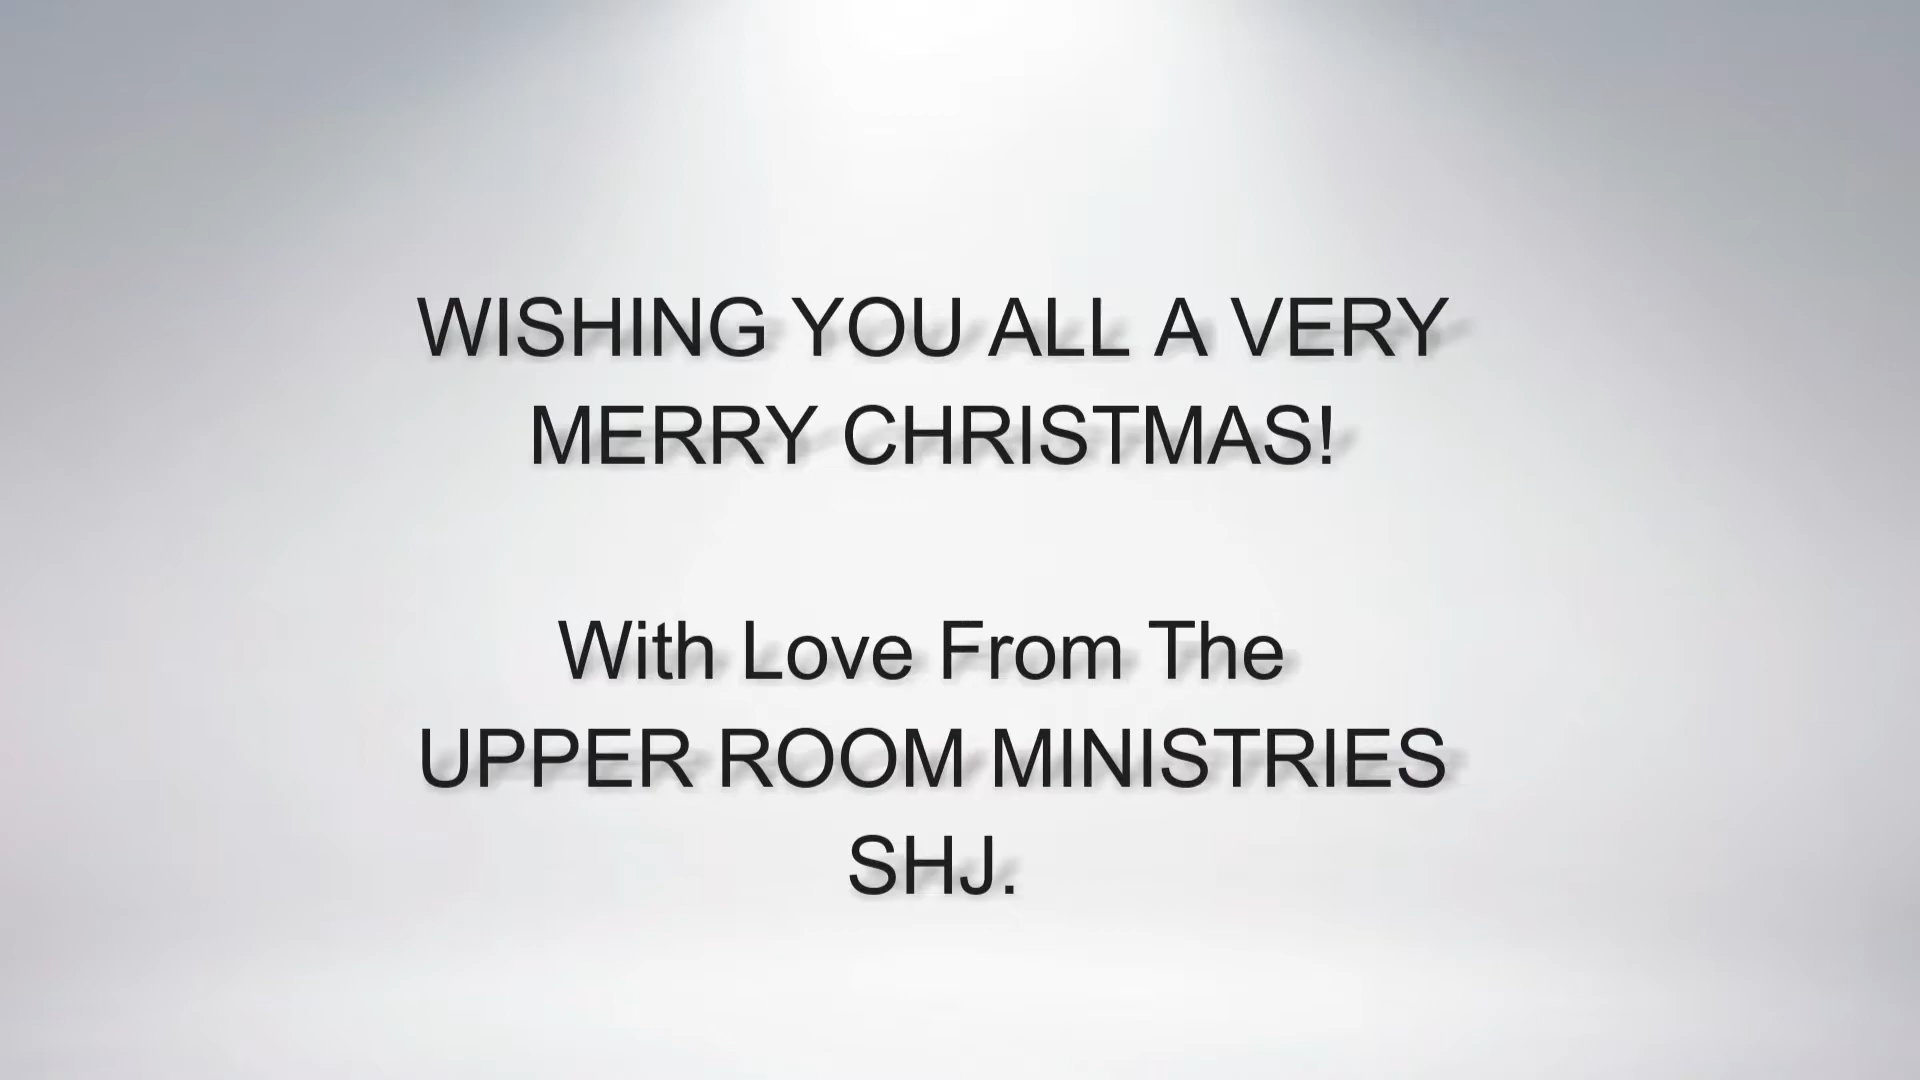 WISHING YOU ALL A VERY
MERRY CHRISTMAS!
With Love From The
UPPER ROOM MINISTRIES
SHJ.